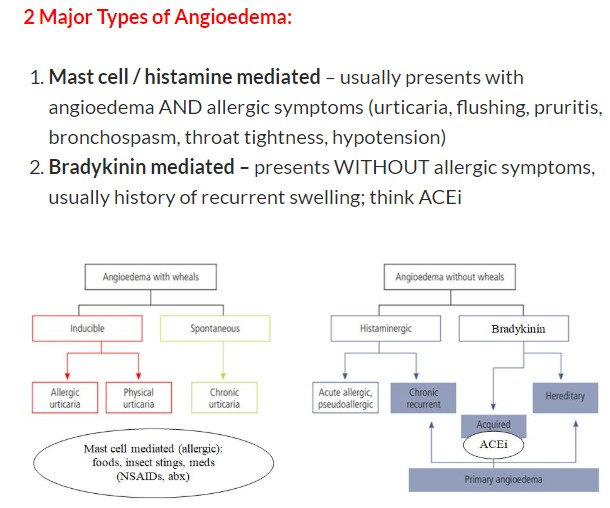 2 Major Types of Angioedema:
1. Mast cell / histamine mediated – usually presents with
angioedema AND allergic symptoms (urticaria, flushing, pruritis,
bronchospasm, throat tightness, hypotension)
2. Bradykinin mediated – presents WITHOUT allergic symptoms,
usually history of recurrent swelling; think ACEi
Angioedema with wheals
Inducible
Spontaneous
Allergic
urticaria
Physical
urticaria
Chronic
urticaria
Mast cell mediated (allergic):
foods, insect stings, meds
(NSAIDs, abx)
Angioedema without wheals
Histaminergic
Bradykinin
Acute allergic,
pseudoallergic
Chronic
recurrent
Acquired
ACEi
Hereditary
Primary angioedema